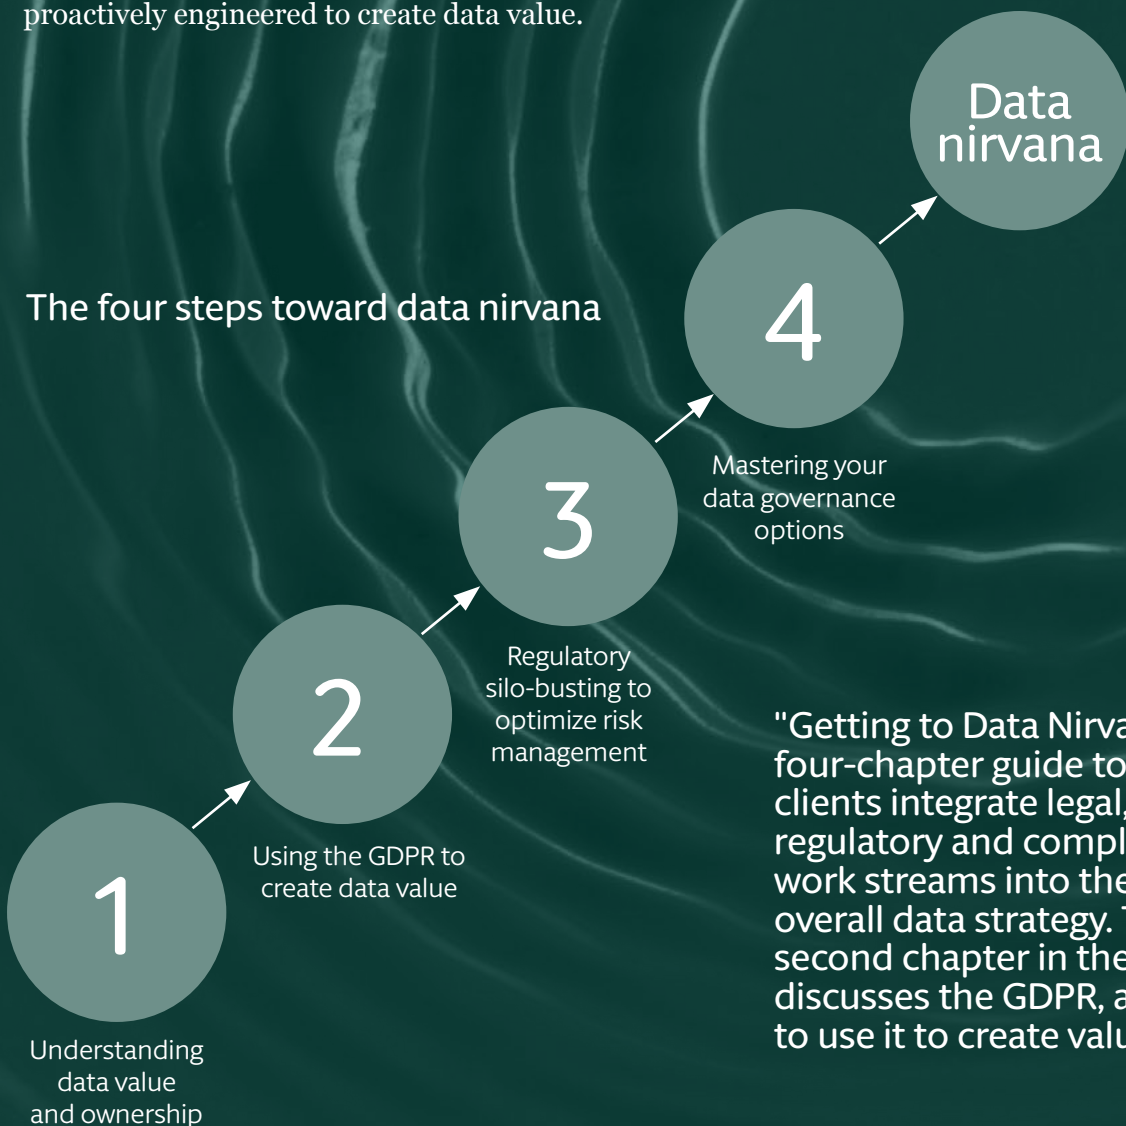 proactively engineered to create data value.
The four steps toward data nirvana
Data
nirvana
4
Mastering your
data governance
options
3
Regulatory
silo-busting to
optimize risk
management
2
Using the GDPR to
create data value
1
Understanding
data value
and ownership
"Getting to Data
four-chapter guide to
clients integrate legal,
regulatory and
work streams into
overall data strategy.
second chapter in
discusses the GDPR,
to use it to create